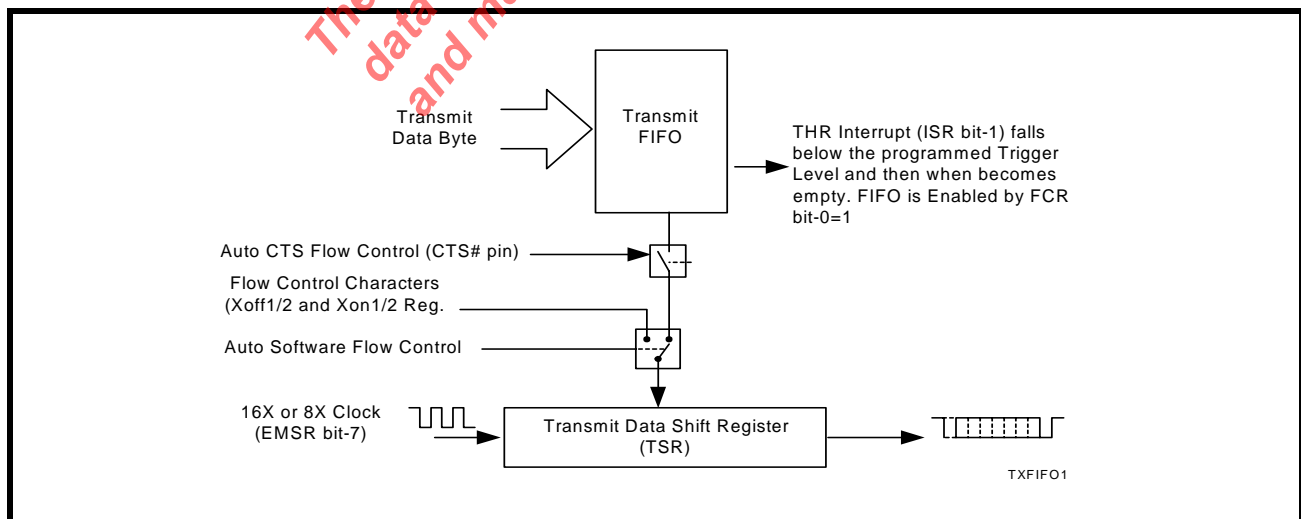 The
data
and m
Transmit
Data Byte
Transmit
FIFO
THR Interrupt (ISR bit-1) falls
below the programmed Trigger
Level and then when becomes
empty. FIFO is Enabled by FCR
bit-0=1
Auto CTS Flow Control (CTS# pin)
Flow Control Characters
(Xoff1/2 and Xon1/2 Reg.
Auto Software Flow Control
16X or 8X Clock
(EMSR bit-7)
Transmit Data Shift Register
(TSR)
TXFIFO1